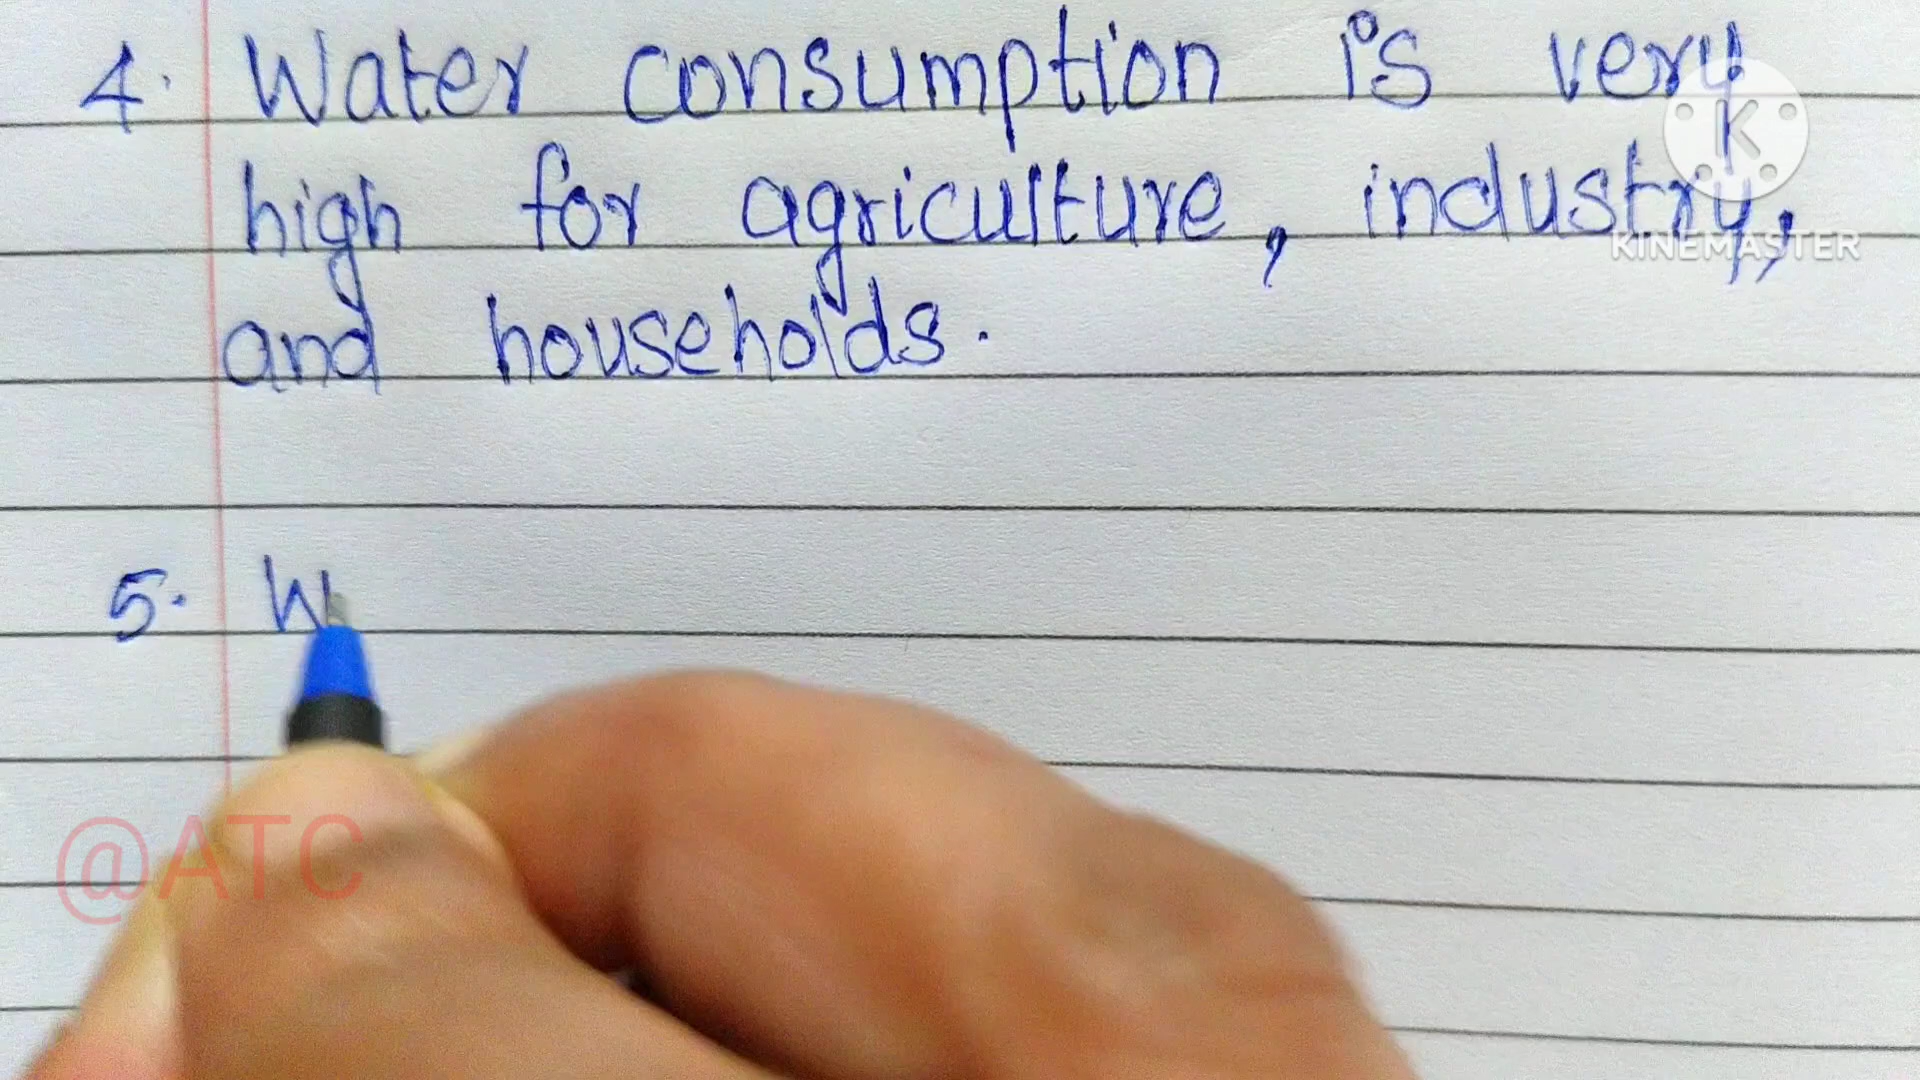 4. Water consumption is very
high for agriculture, industry,
and households.
5. W
KINEMASTER
@ATC